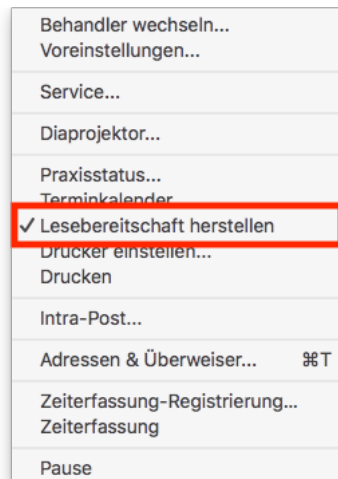 Behandler wechseln...
Voreinstellungen...
Service...
Diaprojektor...
Praxisstatus...
Terminkalender
✓ Lesebereitschaft herstellen
Drucker einstellen...
Drucken
Intra-Post...
Adressen & Überweiser... ⌘T
Zeiterfassung-Registrierung...
Zeiterfassung
Pause